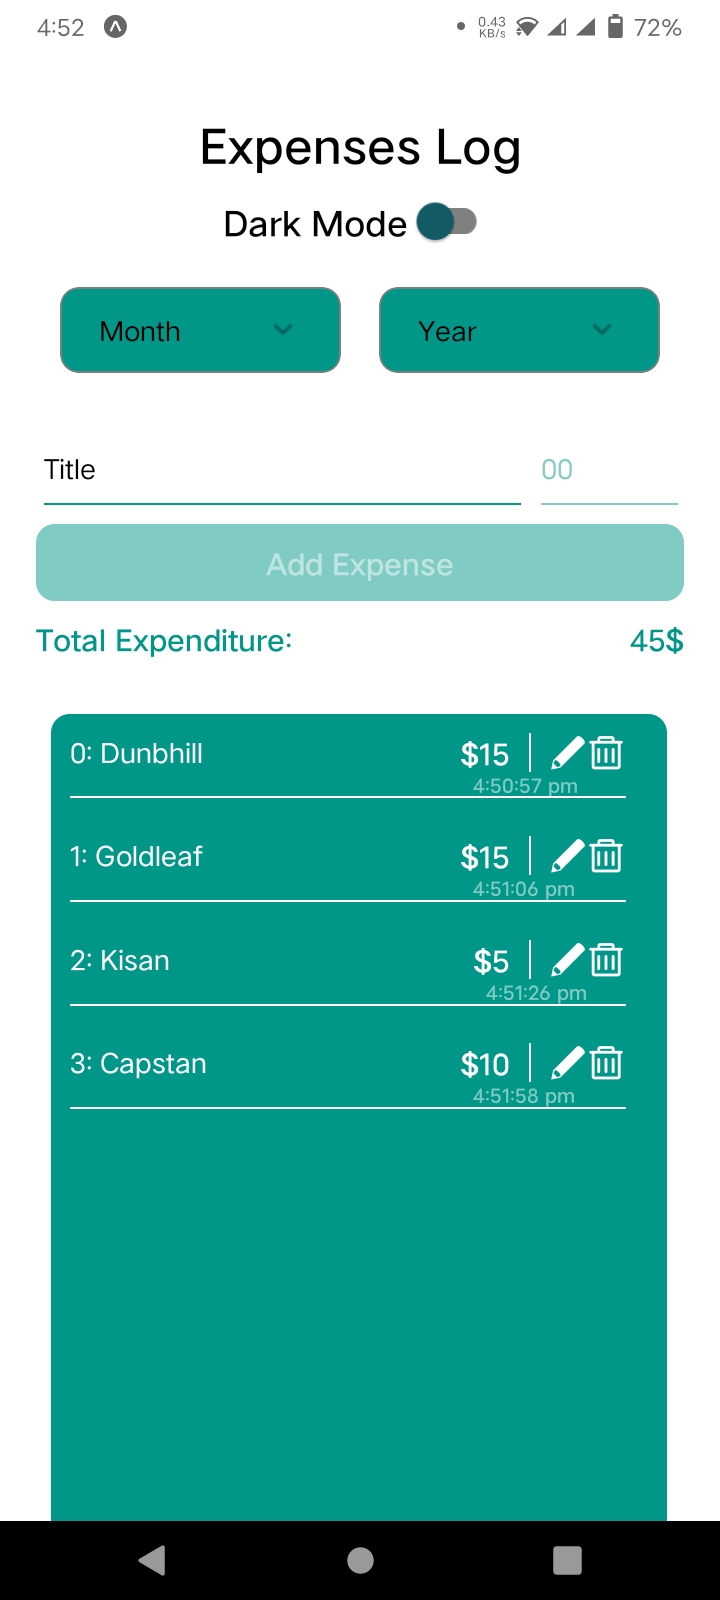 4:52 0.43 KB/s 72%
Expenses Log
Dark Mode
Month Year
Title 00
Add Expense
Total Expenditure: 45$
0: Dunbhill $15
4:50:57 pm
1: Goldleaf $15
4:51:06 pm
2: Kisan $5
4:51:26 pm
3: Capstan $10
4:51:58 pm